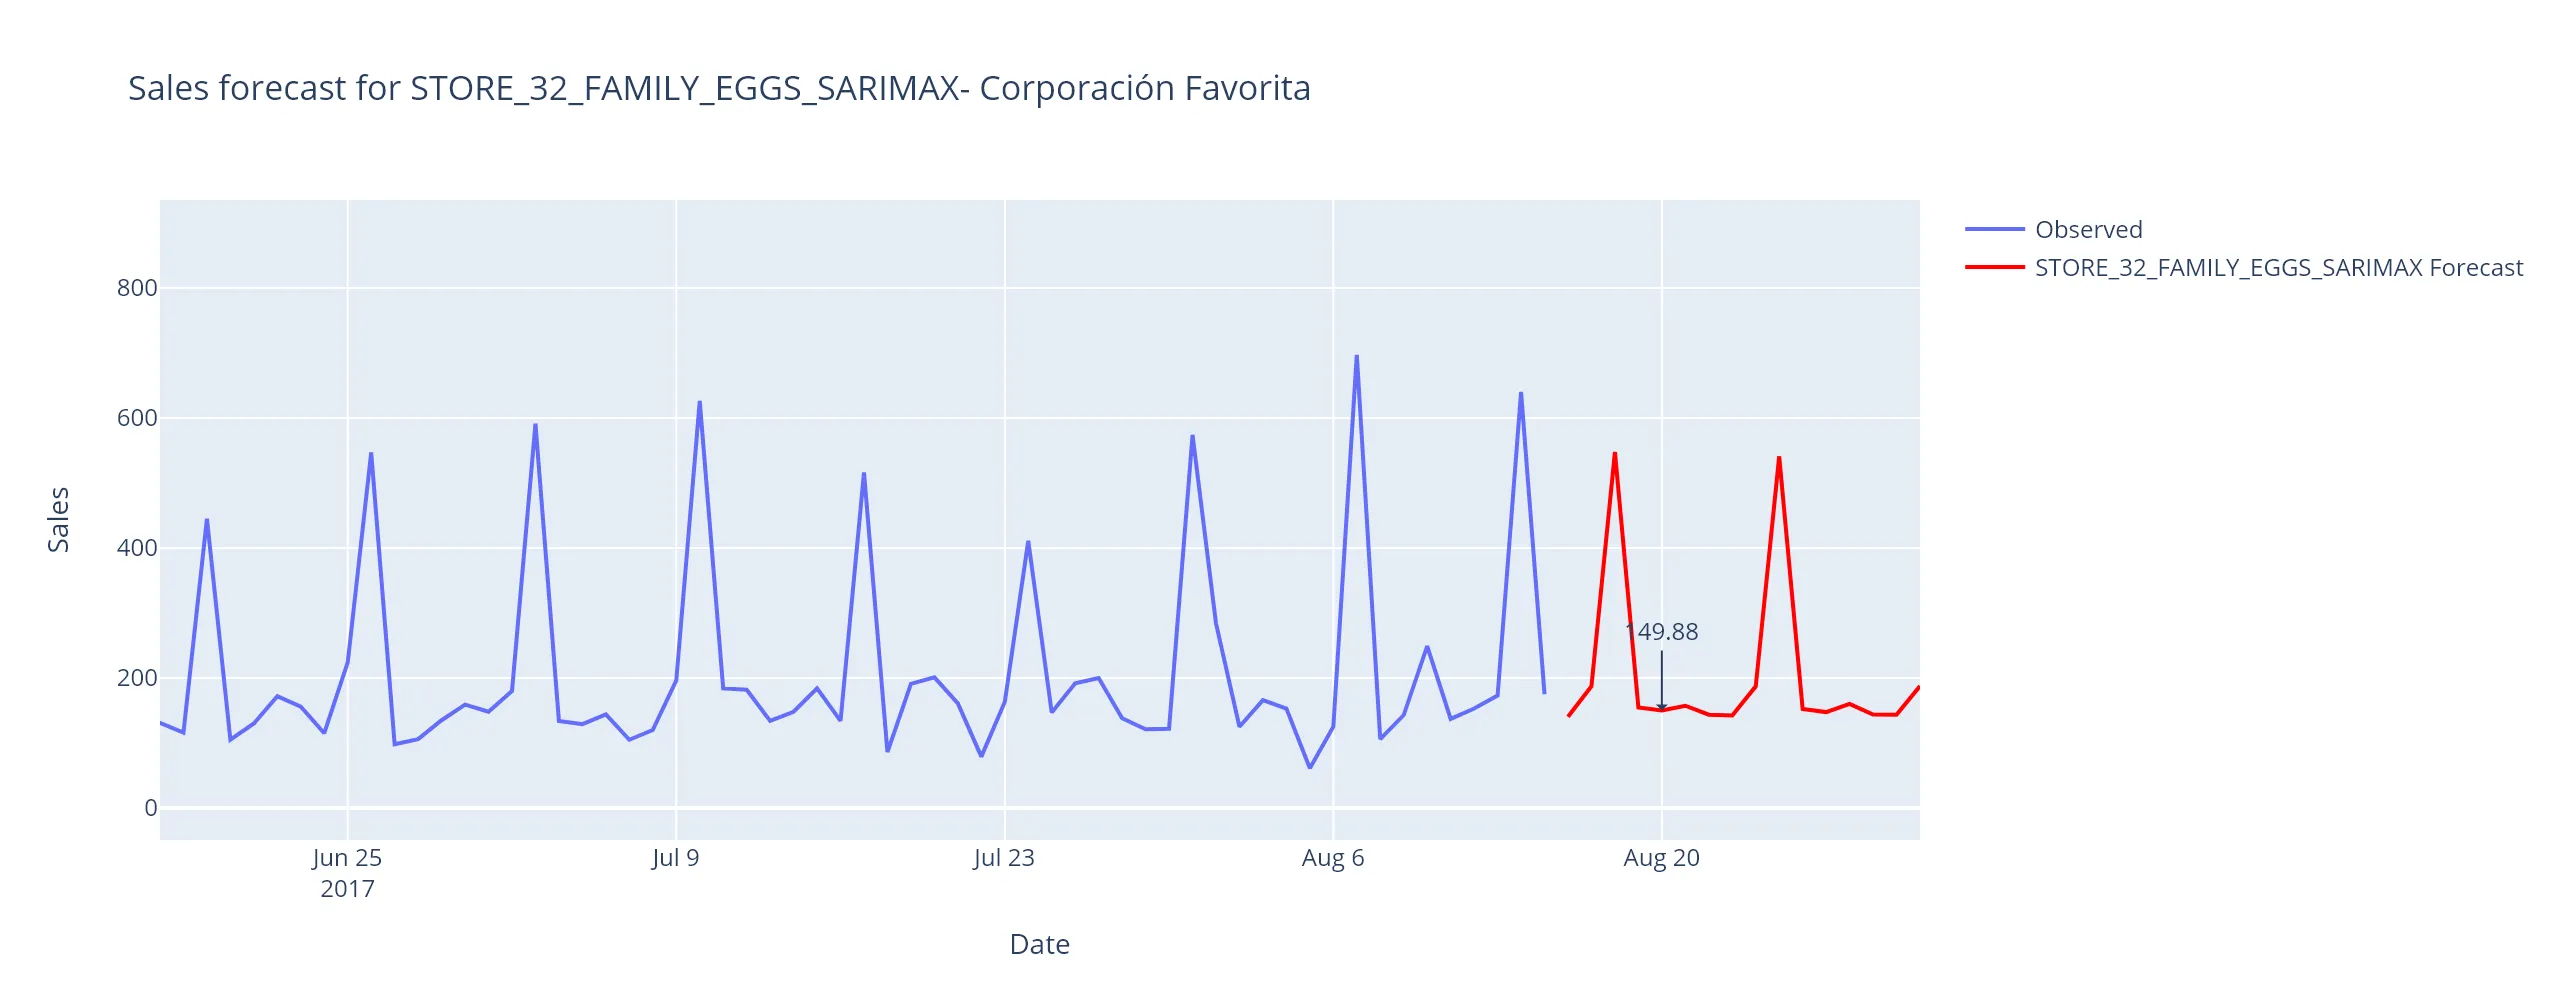 Sales forecast for STORE_32_FAMILY_EGGS_SARIMAX- Corporación Favorita
Observed
STORE_32_FAMILY_EGGS_SARIMAX Forecast
800
600
400
200
0
Sales
149.88
Jun 25
2017
Jul 9
Jul 23
Aug 6
Aug 20
Date